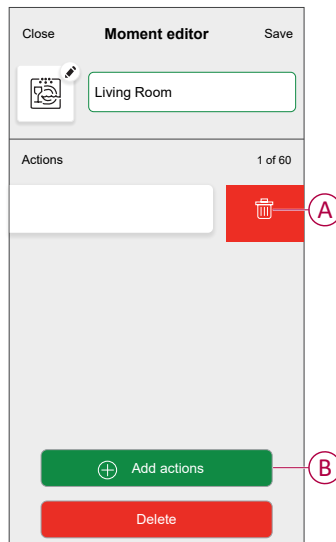 Close Moment editor Save
Living Room
Actions 1 of 60
A
Add actions B
Delete